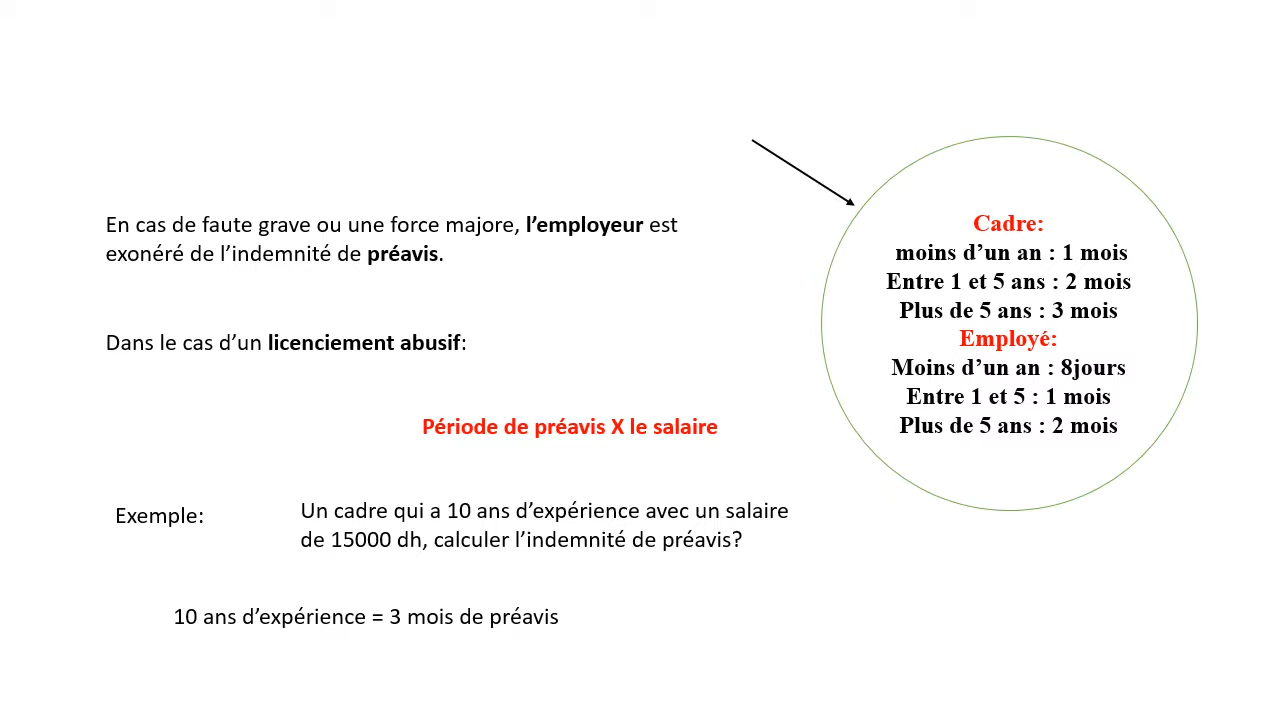 En cas de faute grave ou une force majore, l’employeur est
exonéré de l’indemnité de préavis.
Dans le cas d’un licenciement abusif:
Période de préavis X le salaire
Exemple:
Un cadre qui a 10 ans d’expérience avec un salaire
de 15000 dh, calculer l’indemnité de préavis?
10 ans d’expérience = 3 mois de préavis
Cadre:
moins d’un an : 1 mois
Entre 1 et 5 ans : 2 mois
Plus de 5 ans : 3 mois
Employé:
Moins d’un an : 8jours
Entre 1 et 5 : 1 mois
Plus de 5 ans : 2 mois